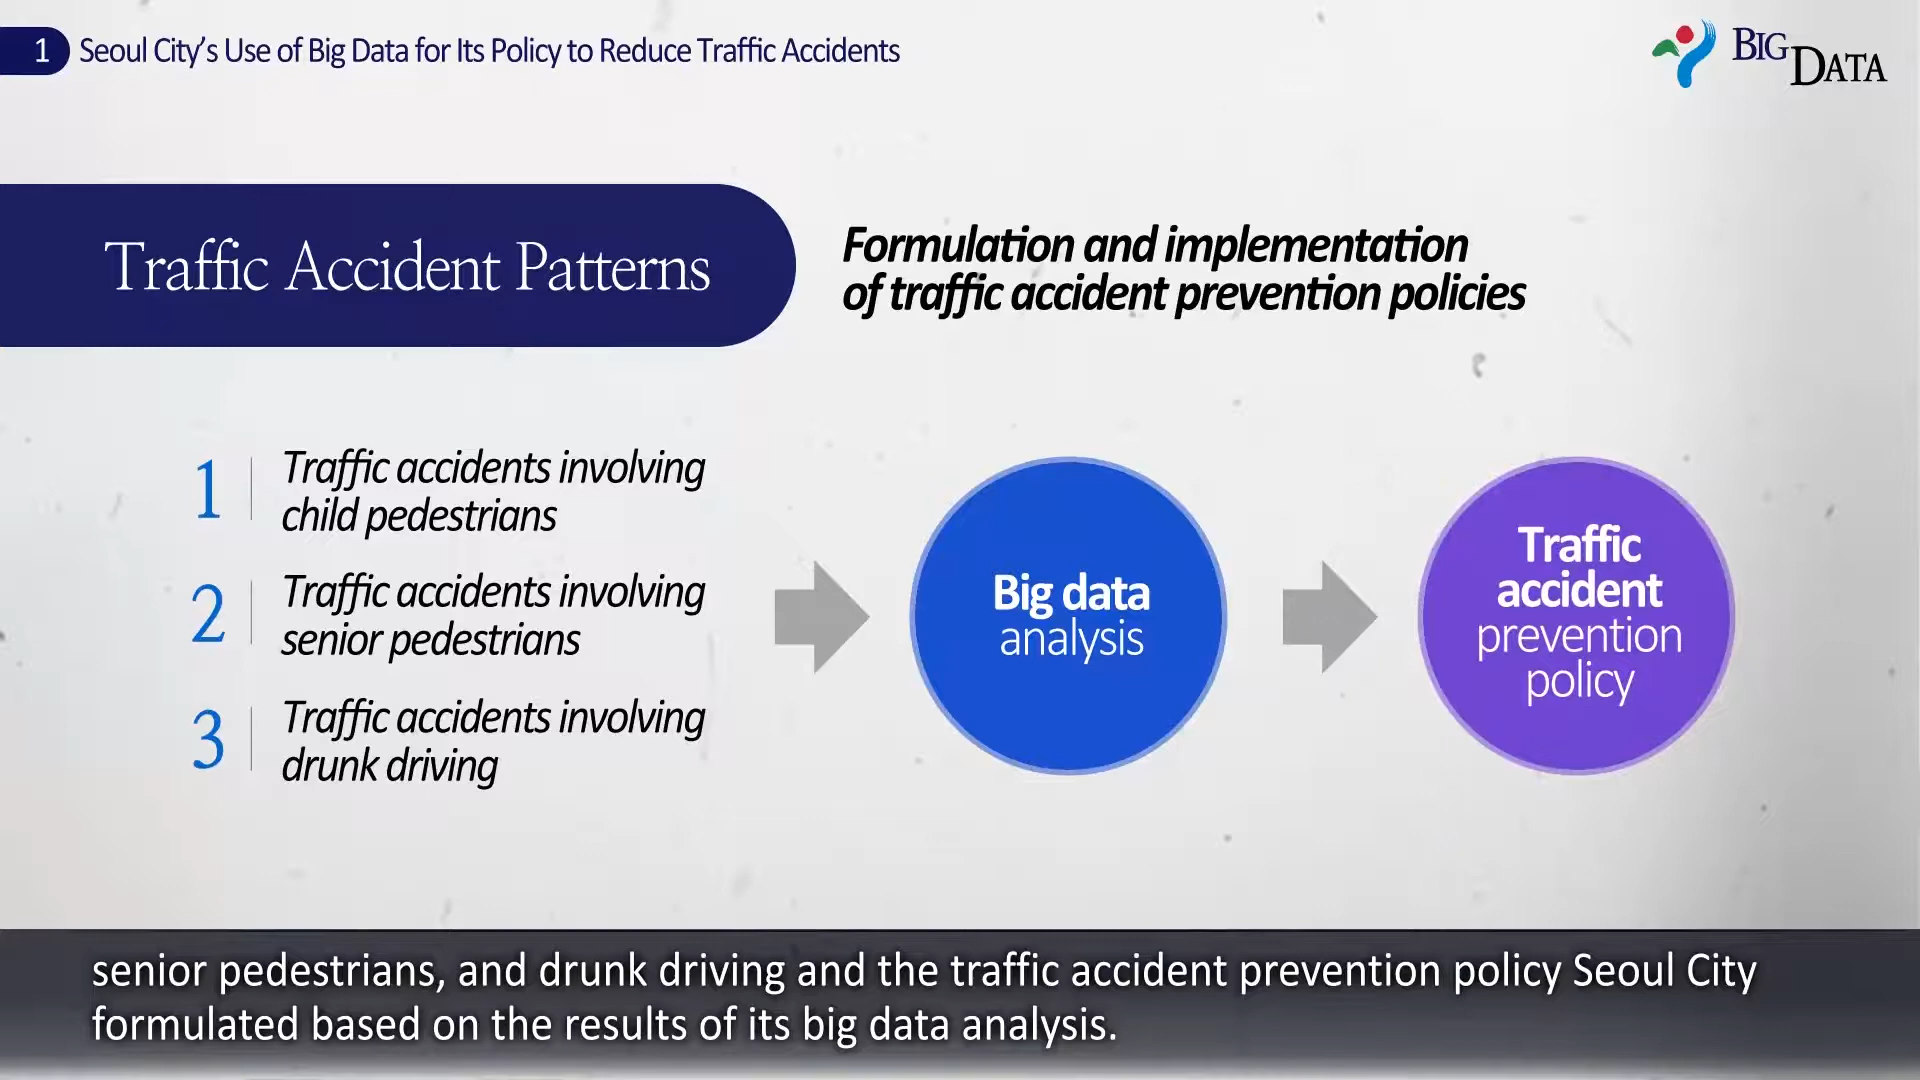 1 Seoul City's Use of Big Data for Its Policy to Reduce Traffic Accidents
BIG
DATA
Traffic Accident Patterns
Formulation and implementation
of traffic accident prevention policies
1 Traffic accidents involving
child pedestrians
2 Traffic accidents involving
senior pedestrians
3 Traffic accidents involving
drunk driving
Big data
analysis
Traffic
accident
prevention
policy
senior pedestrians, and drunk driving and the traffic accident prevention policy Seoul City
formulated based on the results of its big data analysis.